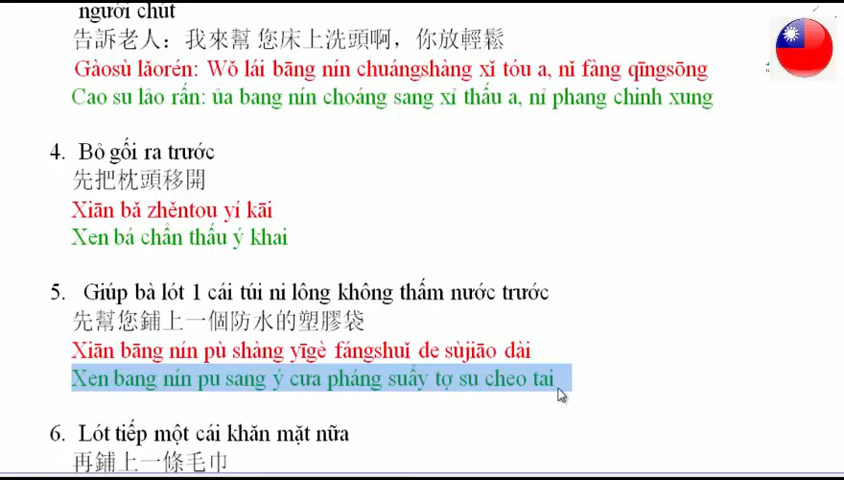 người chút
告訴老人：我來幫 您床上洗頭啊，你放輕鬆
Gàosù lǎorén: Wǒ lái bāng nín chuángshàng xǐ tóu a, nǐ fàng qīngsōng
Cao su lảo rấn: ủa bang nín choáng sang xỉ thấu a, nỉ phang chinh xung
4. Bỏ gối ra trước
先把枕頭移開
Xiān bǎ zhěntou yí kāi
Xen bá chẩn thấu ý khai
5. Giúp bà lót 1 cái túi ni lông không thấm nước trước
先幫您鋪上一個防水的塑膠袋
Xiān bāng nín pù shàng yīgè fángshuǐ de sùjiāo dài
Xen bang nín pu sang ý cưa pháng suẩy tợ su cheo tai
6. Lót tiếp một cái khăn mặt nữa
再鋪上一條毛巾